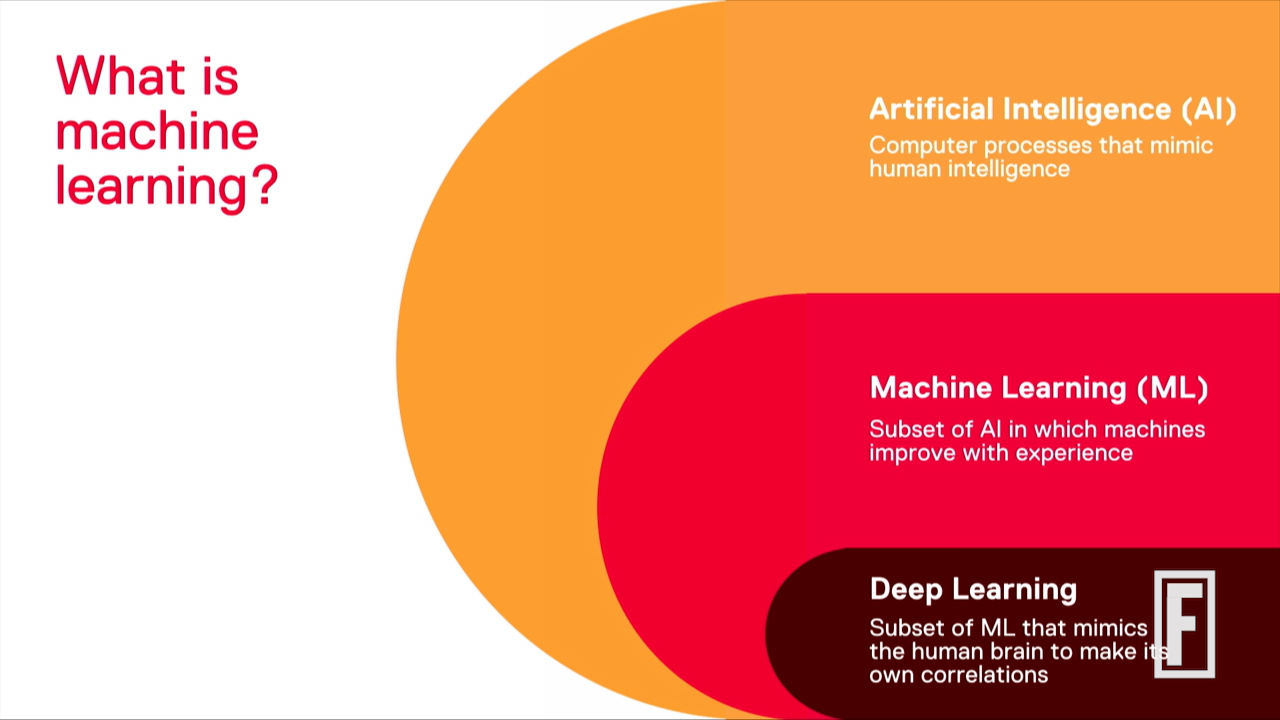 What is
machine
learning?
Artificial Intelligence (AI)
Computer processes that mimic
human intelligence
Machine Learning (ML)
Subset of AI in which machines
improve with experience
Deep Learning
Subset of ML that mimics
the human brain to make its
own correlations
F